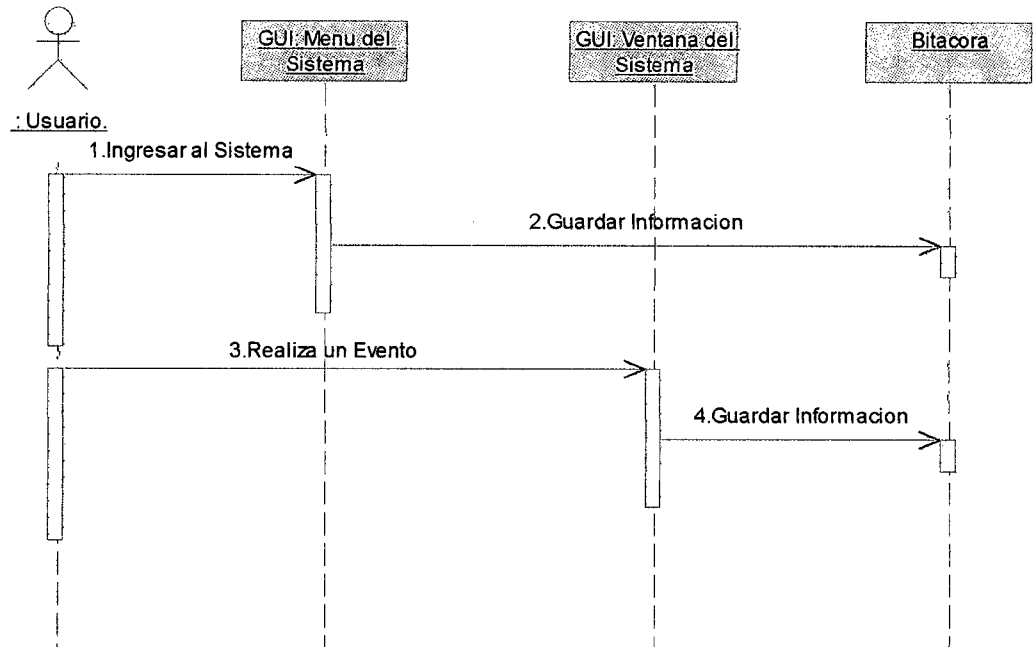 GUI: Menu del
Sistema
GUI: Ventana del
Sistema
Bitacora
: Usuario.
1.Ingresar al Sistema
2.Guardar Informacion
3.Realiza un Evento
4.Guardar Informacion